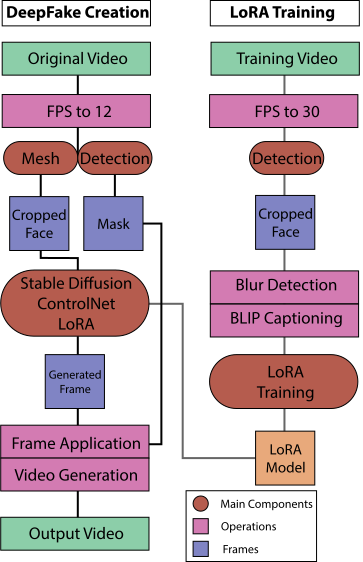 DeepFake Creation
Original Video
FPS to 12
Mesh
Detection
Cropped
Face
Mask
Stable Diffusion
ControlNet
LoRA
Generated
Frame
Frame Application
Video Generation
Output Video
LoRA Training
Training Video
FPS to 30
Detection
Cropped
Face
Blur Detection
BLIP Captioning
LoRA
Training
LoRA
Model
Main Components
Operations
Frames